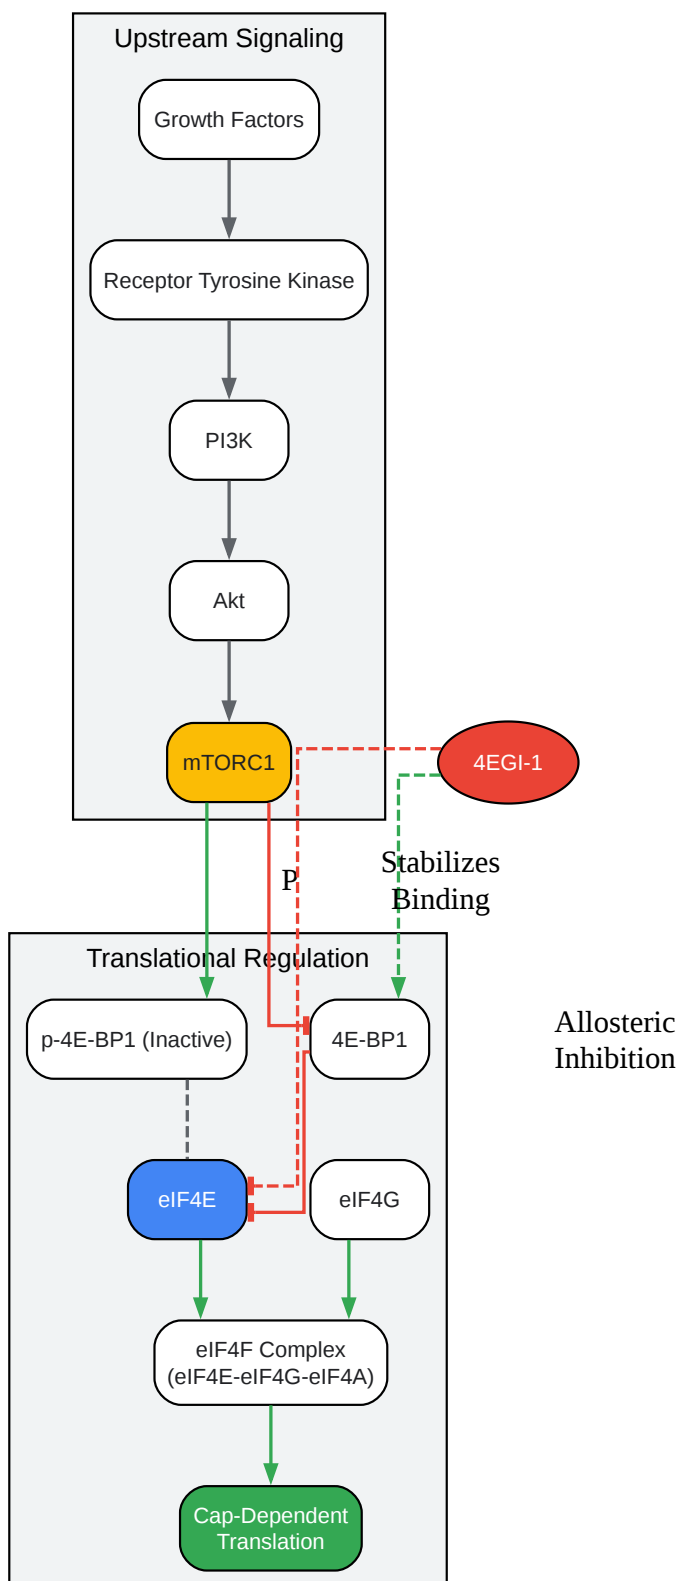 Upstream Signaling
Growth Factors
Receptor Tyrosine Kinase
PI3K
Akt
mTORC1
4EGI-1
P
Stabilizes
Binding
Translational Regulation
p-4E-BP1 (Inactive)
4E-BP1
Allosteric
Inhibition
eIF4E
eIF4G
eIF4F Complex
(eIF4E-eIF4G-eIF4A)
Cap-Dependent
Translation